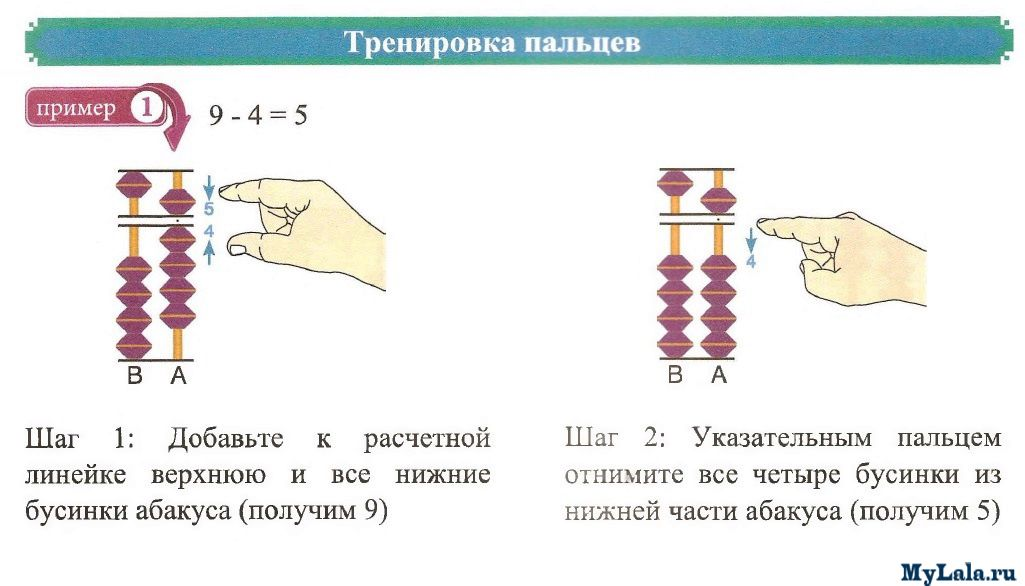 Тренировка пальцев
пример 1
9 - 4 = 5
5
4
В А
Шаг 1: Добавьте к расчетной
линейке верхнюю и все нижние
бусинки абакуса (получим 9)
4
В А
Шаг 2: Указательным пальцем
отнимите все четыре бусинки из
нижней части абакуса (получим 5)
MyLala.ru